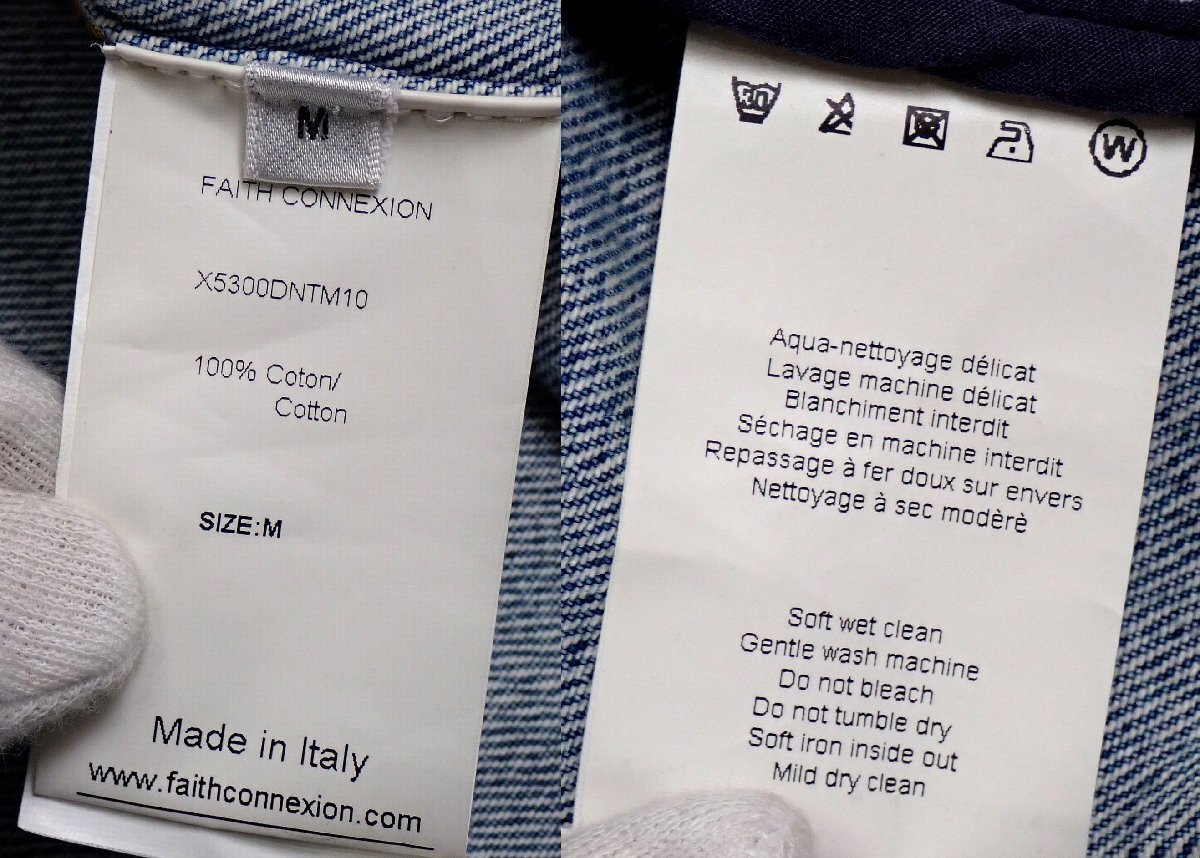 M
FAITH CONNEXION
X5300DNTM10
100% Coton/
Cotton
SIZE:M
Made in Italy
www.faithconnexion.com
30
W
Aqua-nettoyage délicat
Lavage machine délicat
Blanchiment interdit
Séchage en machine interdit
Repassage à fer doux sur envers
Nettoyage à sec modèrè
Soft wet clean
Gentle wash machine
Do not bleach
Do not tumble dry
Soft iron inside out
Mild dry clean